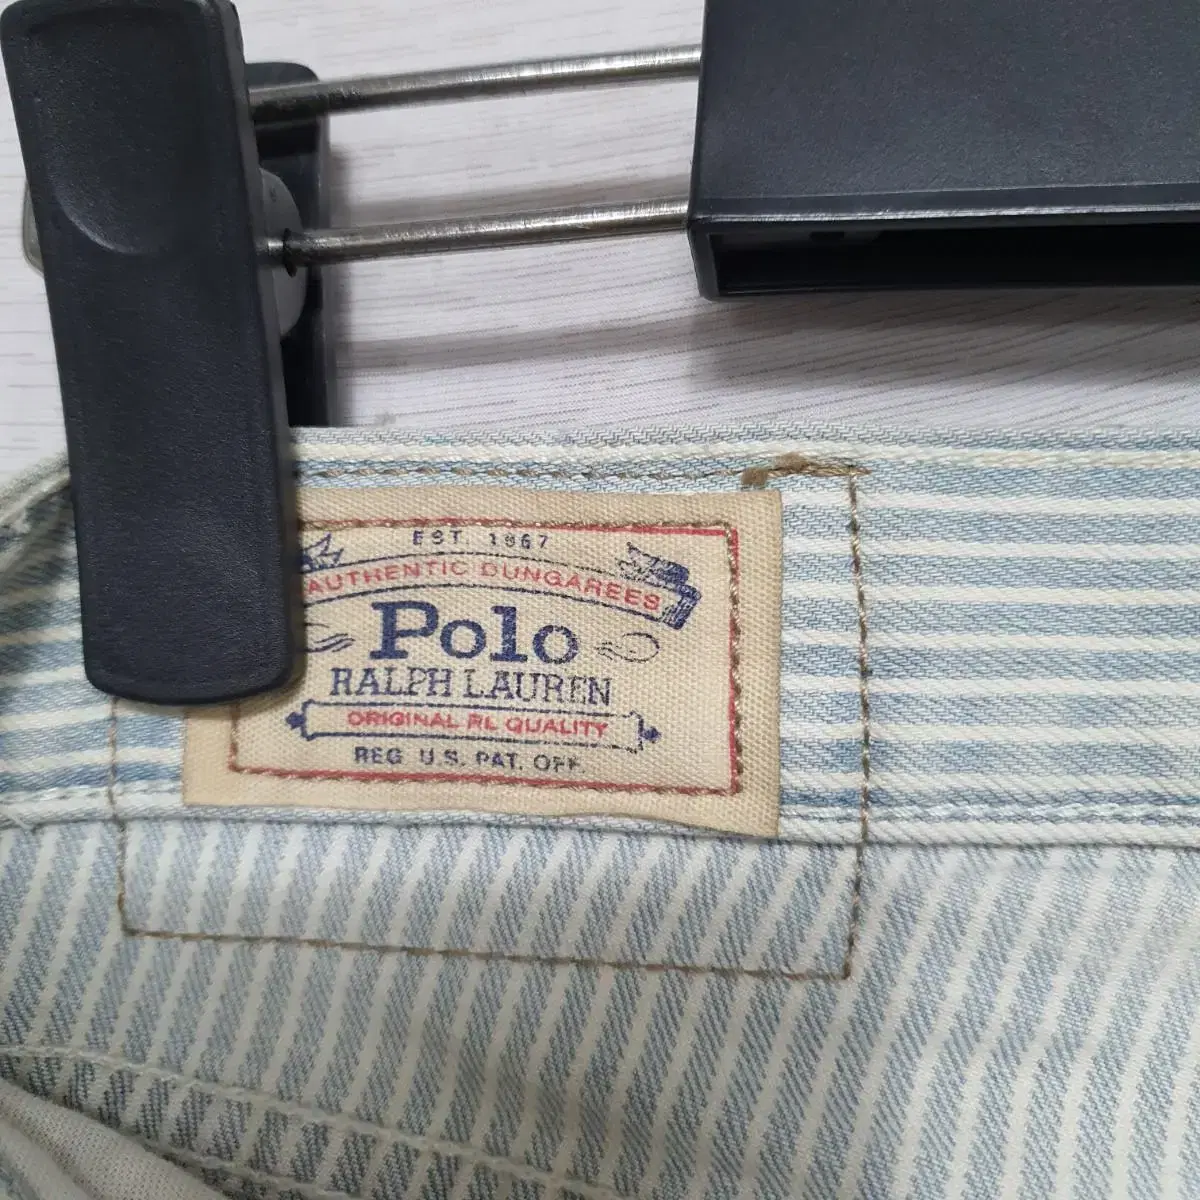 EST. 1967
AUTHENTIC DUNGAREES
Polo
RALPH LAUREN
ORIGINAL RL QUALITY
REG. U.S. PAT. OFF.